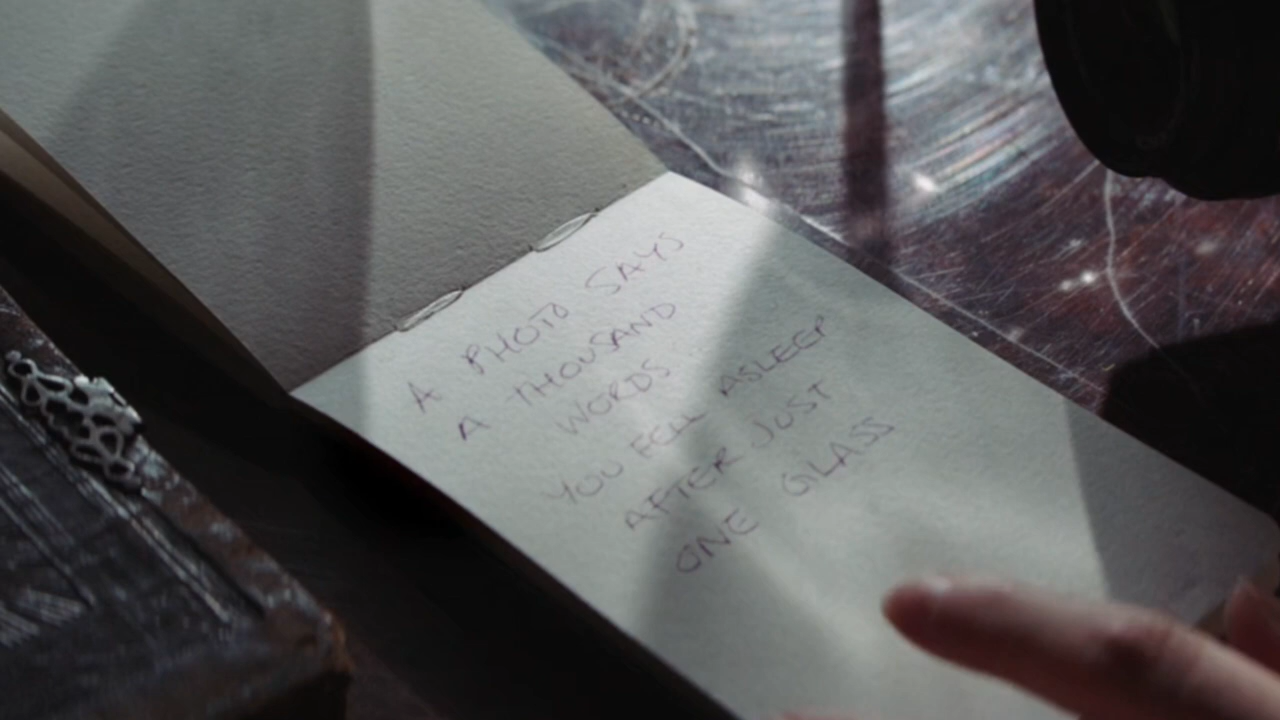 A PHOTO SAYS
A THOUSAND
WORDS
YOU FELL ASLEEP
AFTER JUST
ONE GLASS